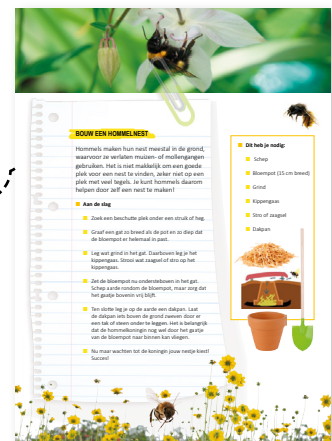 BOUW EEN HOMMELNEST
Hommels maken hun nest meestal in de grond,
waarvoor ze verlaten muizen- of mollengangen
gebruiken. Het is niet makkelijk om een goede
plek voor een nest te vinden, zeker niet op een
plek met veel tegels. Je kunt hommels daarom
helpen door zelf een nest te maken!
Aan de slag
Zoek een beschutte plek onder een struik of heg.
Graaf een gat zo breed als de pot en zo diep dat
de bloempot er helemaal in past.
Leg wat grind in het gat. Daarboven leg je het
kippengaas. Strooi wat zaagsel of stro op het
kippengaas.
Zet de bloempot nu ondersteboven in het gat.
Schep aarde rondom de bloempot, maar zorg dat
het gaatje bovenin vrij blijft.
Ten slotte leg je op de aarde een dakpan. Laat
de dakpan iets boven de grond zweven door er
een tak of steen onder te leggen. Het is belangrijk
dat de hommelkoningin nog wel door het gaatje
van de bloempot naar binnen kan vliegen.
Nu maar wachten tot de koningin jouw nestje kiest!
Succes!
Dit heb je nodig:
Schep
Bloempot (15 cm breed)
Grind
Kippengaas
Stro of zaagsel
Dakpan